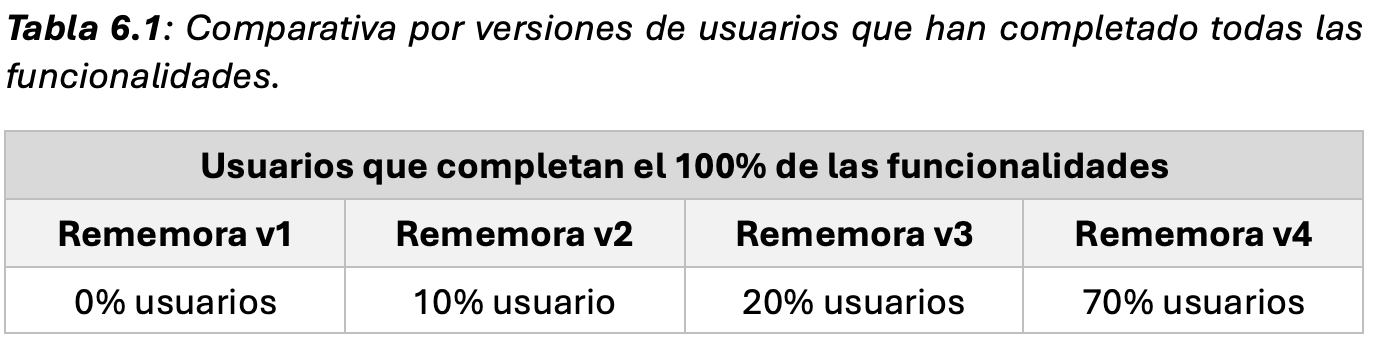 Tabla 6.1: Comparativa por versiones de usuarios que han completado todas las
funcionalidades.
Usuarios que completan el 100% de las funcionalidades
Rememora v1 Rememora v2 Rememora v3 Rememora v4
0% usuarios 10% usuario 20% usuarios 70% usuarios